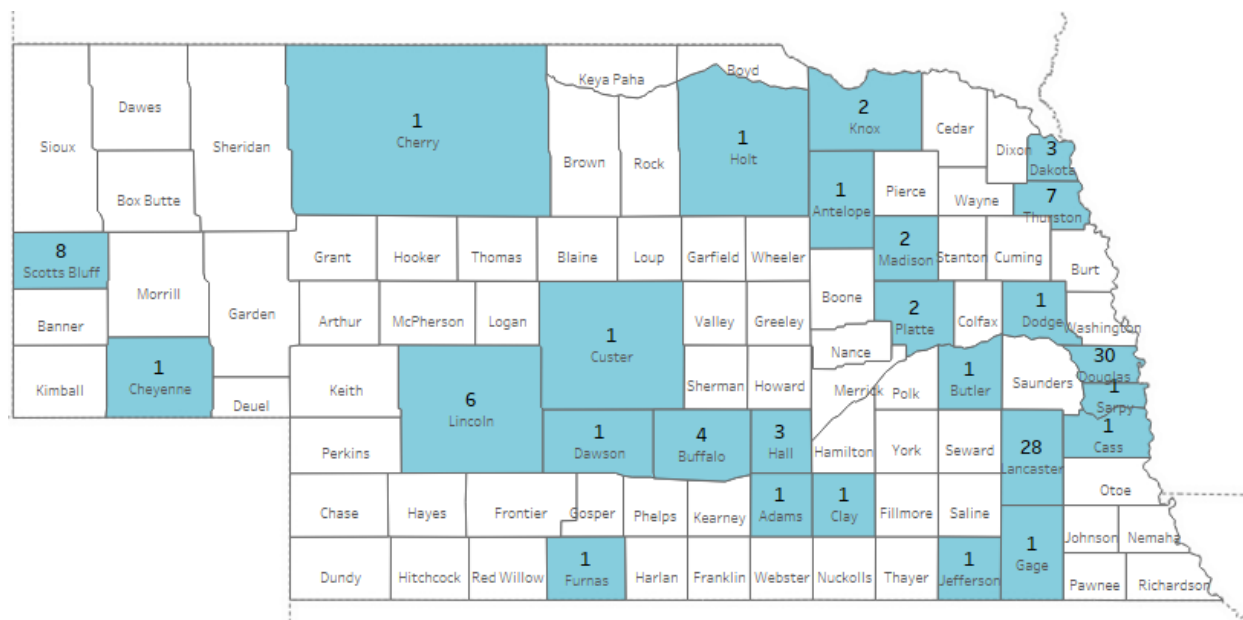 Boyd
Keya Paha
2
Knox
Dawes
1
Cherry
1
Holt
Cedar
Sioux
Sheridan
Brown
Rock
Dixon
3
Dakota
Box Butte
1
Antelope
Pierce
Wayne
7
Thurston
8
Scotts Bluff
Grant
Hooker
Thomas
Blaine
Loup
Garfield
Wheeler
2
Madison
Stanton
Cuming
Burt
Morrill
Garden
Boone
Banner
Arthur
McPherson
Logan
1
Custer
Valley
Greeley
2
Platte
Colfax
1
Dodge
Washington
Nance
Kimball
1
Cheyenne
Deuel
Keith
6
Lincoln
Sherman
Howard
Merrick
Polk
1
Butler
Saunders
30
Douglas
1
Sarpy
Perkins
1
Dawson
4
Buffalo
3
Hall
Hamilton
York
Seward
28
Lancaster
1
Cass
Otoe
Chase
Hayes
Frontier
Gosper
Phelps
Kearney
1
Adams
1
Clay
Fillmore
Saline
Johnson
Nemaha
Dundy
Hitchcock
Red Willow
1
Furnas
Harlan
Franklin
Webster
Nuckolls
Thayer
1
Jefferson
1
Gage
Pawnee
Richardson